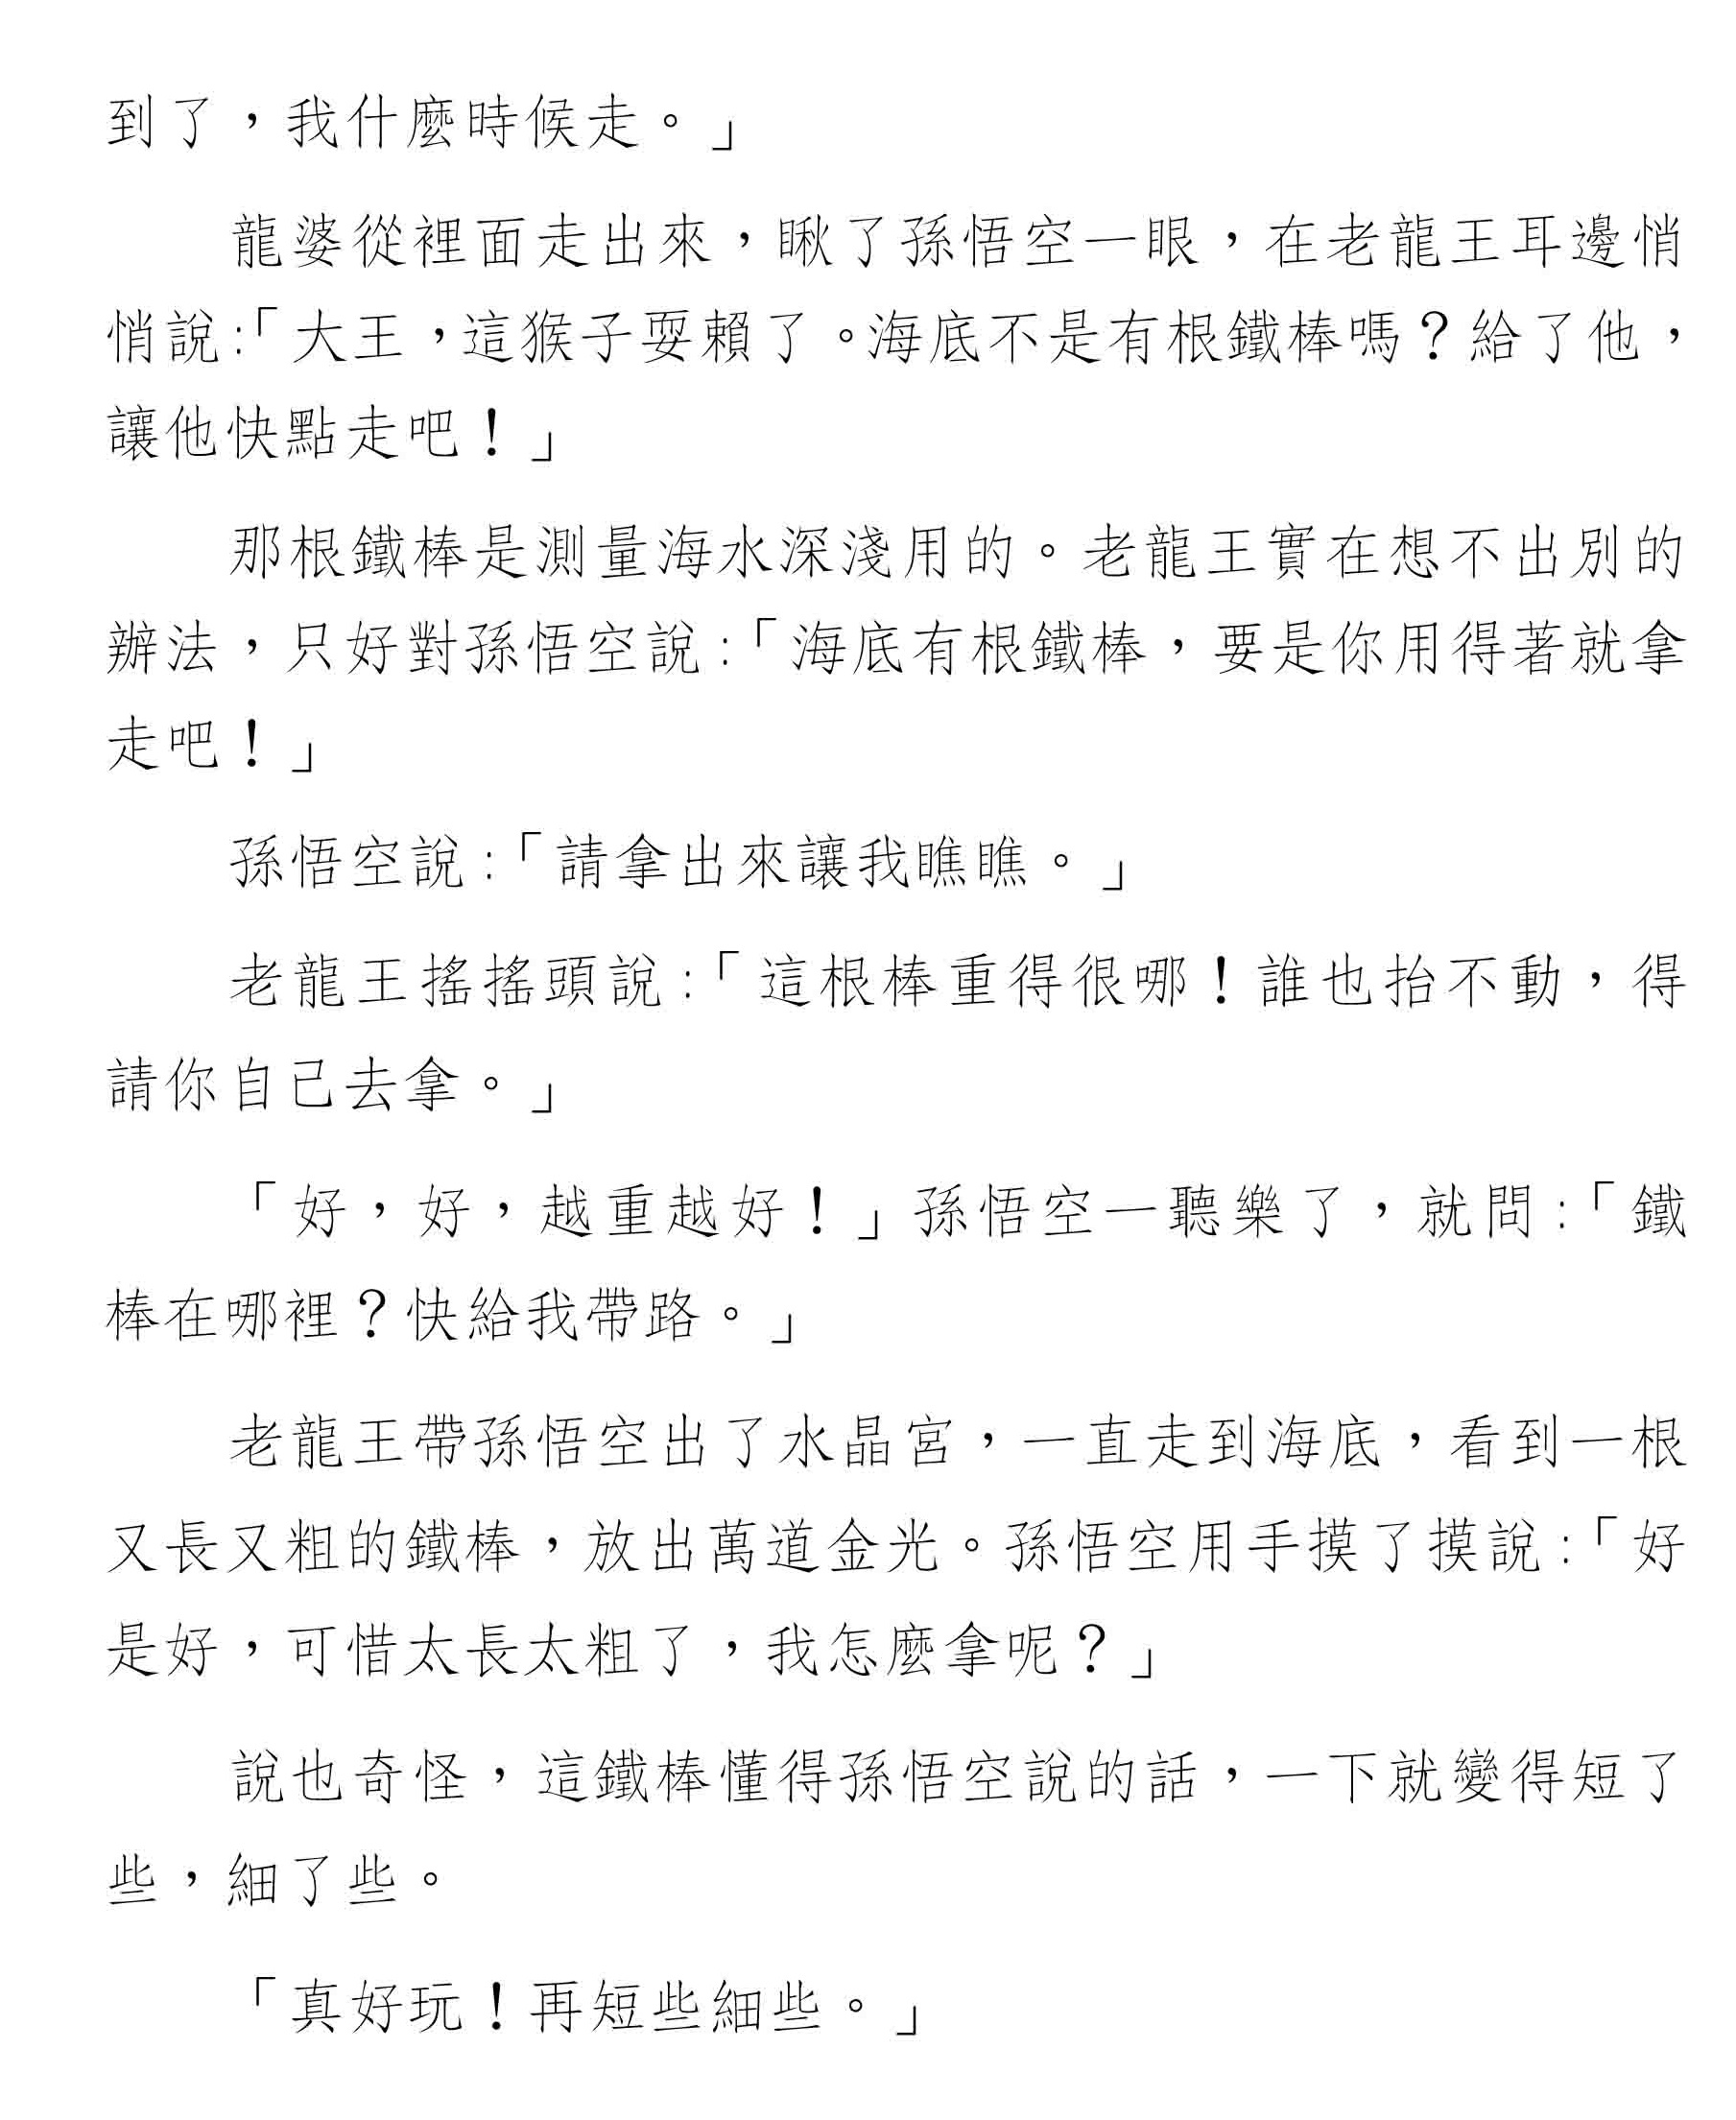 到了，我什麼時候走。」
龍婆從裡面走出來，瞅了孫悟空一眼，在老龍王耳邊悄
悄說：「大王，這猴子耍賴了。海底不是有根鐵棒嗎？給了他，
讓他快點走吧！」
那根鐵棒是測量海水深淺用的。老龍王實在想不出別的
辦法，只好對孫悟空說：「海底有根鐵棒，要是你用得著就拿
走吧！」
孫悟空說：「請拿出來讓我瞧瞧。」
老龍王搖搖頭說：「這根棒重得很哪！誰也抬不動，得
請你自己去拿。」
「好，好，越重越好！」孫悟空一聽樂了，就問：「鐵
棒在哪裡？快給我帶路。」
老龍王帶孫悟空出了水晶宮，一直走到海底，看到一根
又長又粗的鐵棒，放出萬道金光。孫悟空用手摸了摸說：「好
是好，可惜太長太粗了，我怎麼拿呢？」
說也奇怪，這鐵棒懂得孫悟空說的話，一下就變得短了
些，細了些。
「真好玩！再短些細些。」